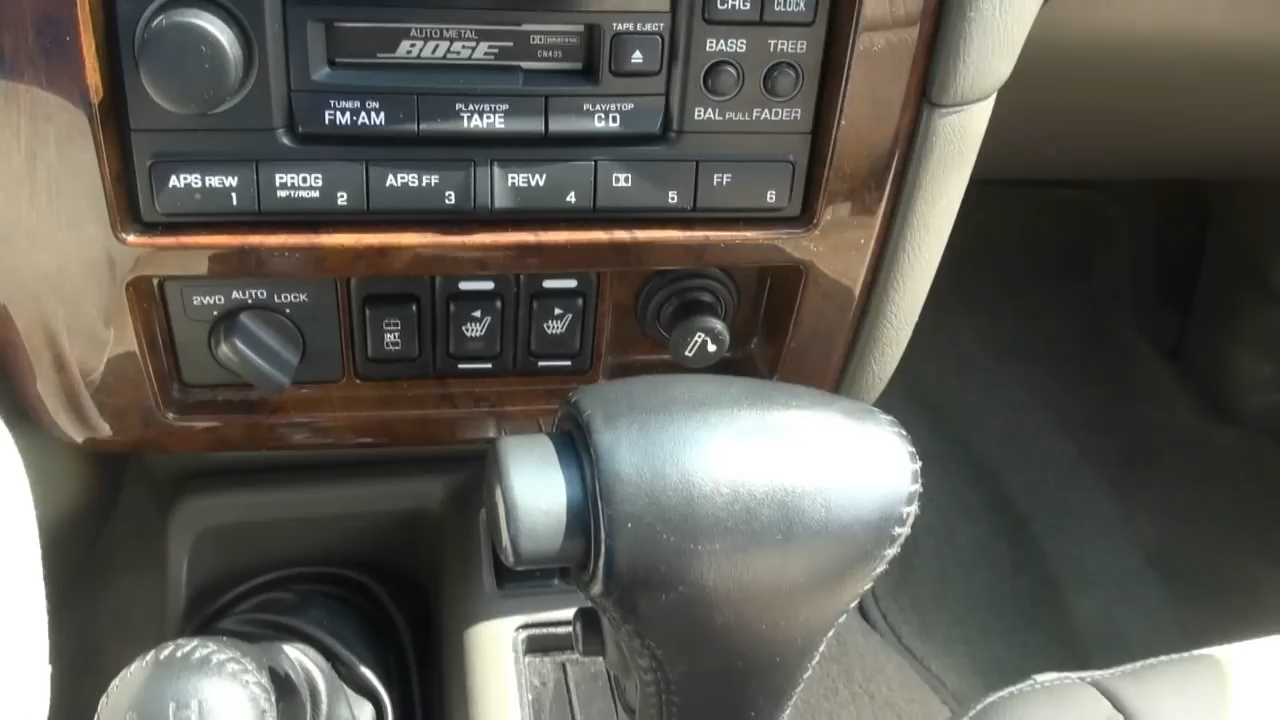 CHG CLOCK
TAPE EJECT
AUTO METAL
BOSE
CN435
BASS TREB
BAL PULL FADER
TUNER ON
FM·AM
PLAY/STOP
TAPE
PLAY/STOP
CD
APS REW 1
PROG
RPT/RDM 2
APS FF 3
REW 4
5
FF 6
2WD AUTO LOCK
INT